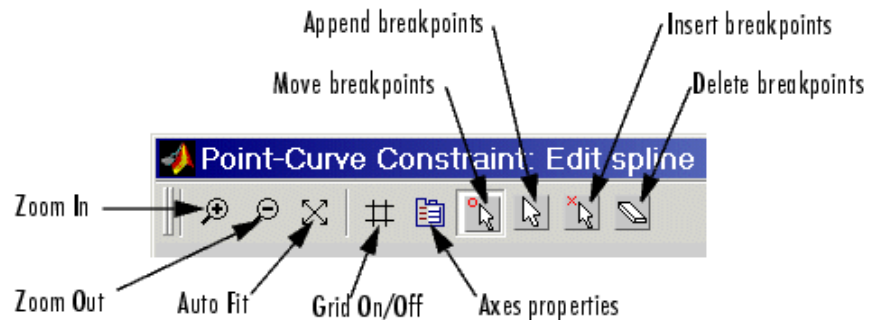 Append breakpoints
Insert breakpoints
Move breakpoints
Delete breakpoints
Point-Curve Constraint: Edit spline
Zoom In
Zoom Out
Auto Fit
Grid On/Off
Axes properties